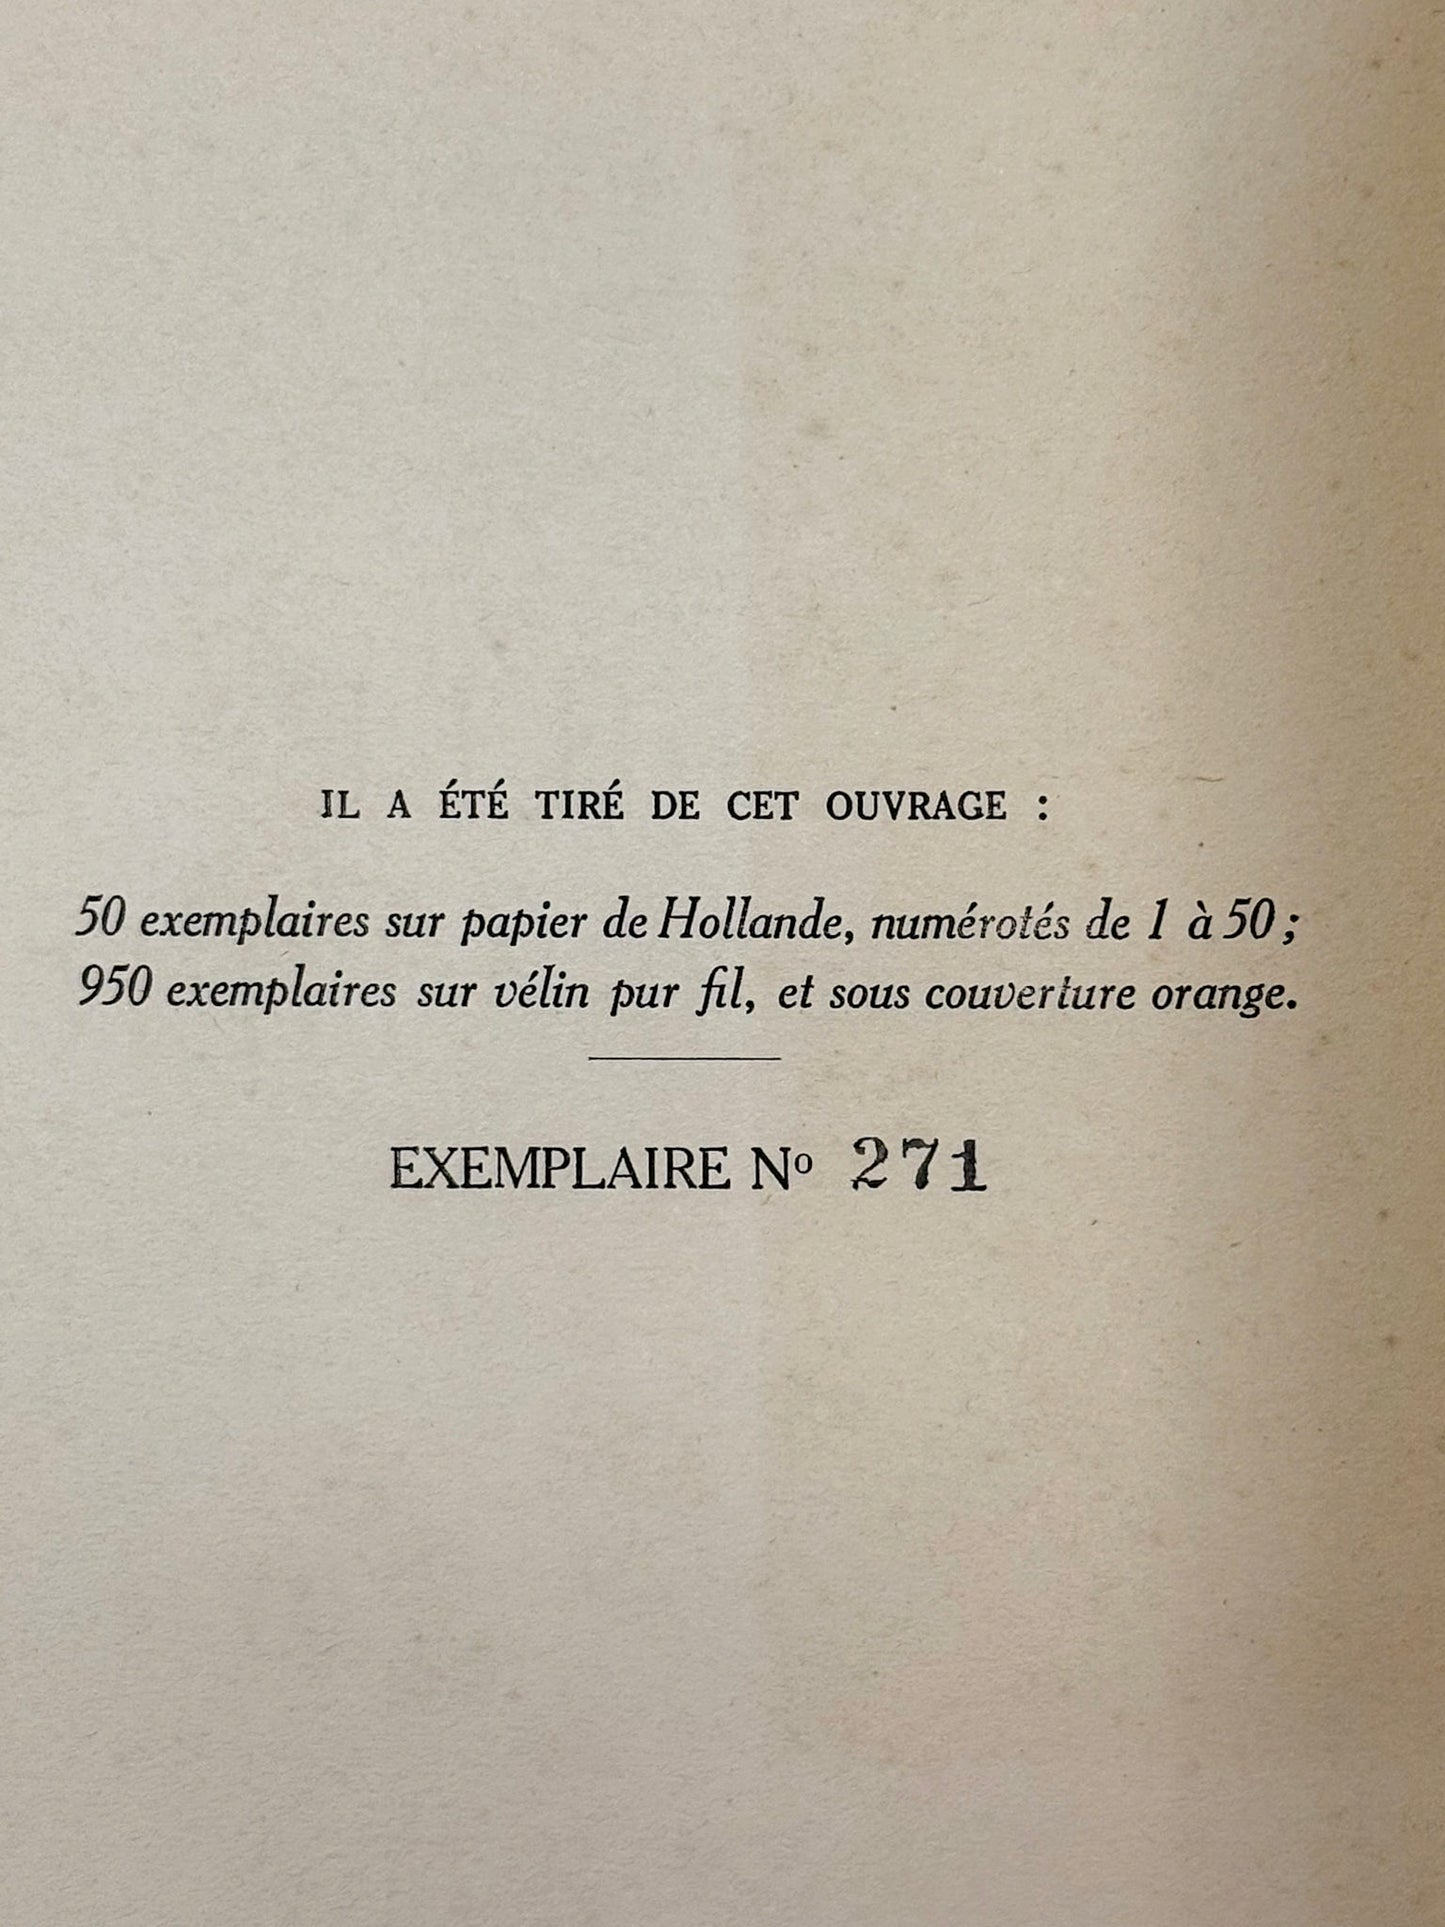 IL A ÉTÉ TIRÉ DE CET OUVRAGE :
50 exemplaires sur papier de Hollande, numérotés de 1 à 50 ;
950 exemplaires sur vélin pur fil, et sous couverture orange.
EXEMPLAIRE Nº 271